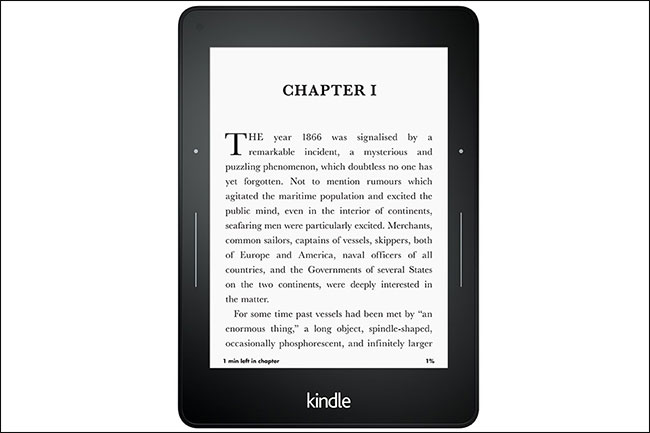 CHAPTER I
THE year 1866 was signalised by a
remarkable incident, a mysterious and
puzzling phenomenon, which doubtless no one has
yet forgotten. Not to mention rumours which
agitated the maritime population and excited the
public mind, even in the interior of continents,
seafaring men were particularly excited. Merchants,
common sailors, captains of vessels, skippers, both
of Europe and America, naval officers of all
countries, and the Governments of several States
on the two continents, were deeply interested in
the matter.
For some time past vessels had been met by “an
enormous thing,” a long object, spindle-shaped,
occasionally phosphorescent, and infinitely larger
1 min left in chapter 1%
kindle